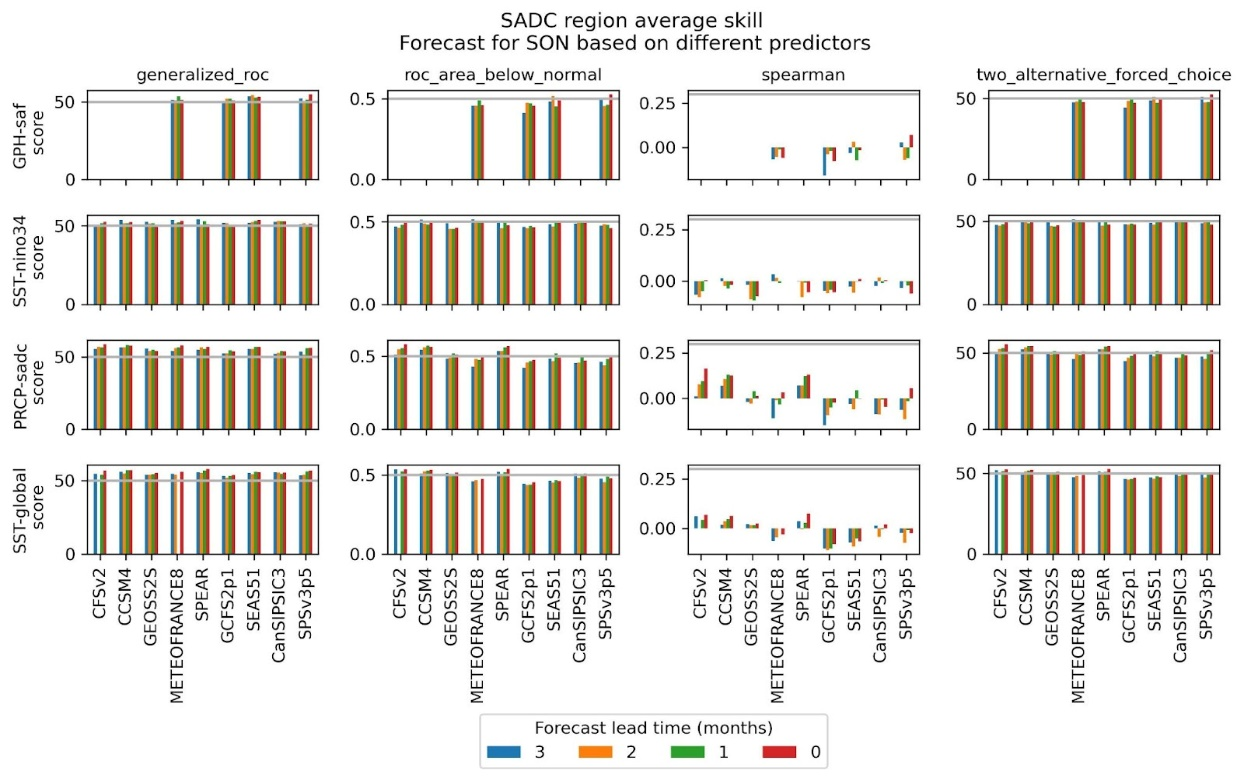 SADC region average skill
Forecast for SON based on different predictors
generalized_roc
roc_area_below_normal
spearman
two_alternative_forced_choice
GPH-saf
score
50
0
0.5
0.0
0.25
0.00
50
0
SST-nino34
score
50
0
0.5
0.0
0.25
0.00
50
0
PRCP-sadc
score
50
0
0.5
0.0
0.25
0.00
50
0
SST-global
score
50
0
0.5
0.0
0.25
0.00
50
0
CFSv2
CCSM4
GEOSS2S
METEOFRANCE8
SPEAR
GCFS2p1
SEAS51
CanSIPSIC3
SPSv3p5
CFSv2
CCSM4
GEOSS2S
METEOFRANCE8
SPEAR
GCFS2p1
SEAS51
CanSIPSIC3
SPSv3p5
CFSv2
CCSM4
GEOSS2S
METEOFRANCE8
SPEAR
GCFS2p1
SEAS51
CanSIPSIC3
SPSv3p5
CFSv2
CCSM4
GEOSS2S
METEOFRANCE8
SPEAR
GCFS2p1
SEAS51
CanSIPSIC3
SPSv3p5
Forecast lead time (months)
3 2 1 0